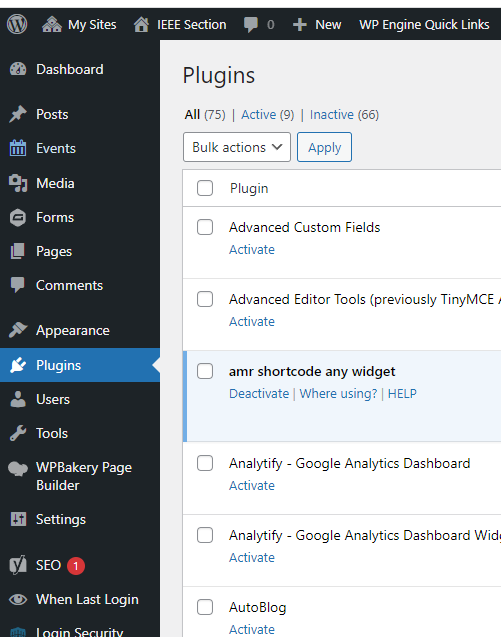 My Sites IEEE Section 0 New WP Engine Quick Links
Dashboard
Posts
Events
Media
Forms
Pages
Comments
Appearance
Plugins
Users
Tools
WPBakery Page
Builder
Settings
SEO 1
When Last Login
Login Security
Plugins
All (75) | Active (9) | Inactive (66)
Bulk actions Apply
Plugin
Advanced Custom Fields
Activate
Advanced Editor Tools (previously TinyMCE A
Activate
amr shortcode any widget
Deactivate | Where using? | HELP
Analytify - Google Analytics Dashboard
Activate
Analytify - Google Analytics Dashboard Widg
Activate
AutoBlog
Activate